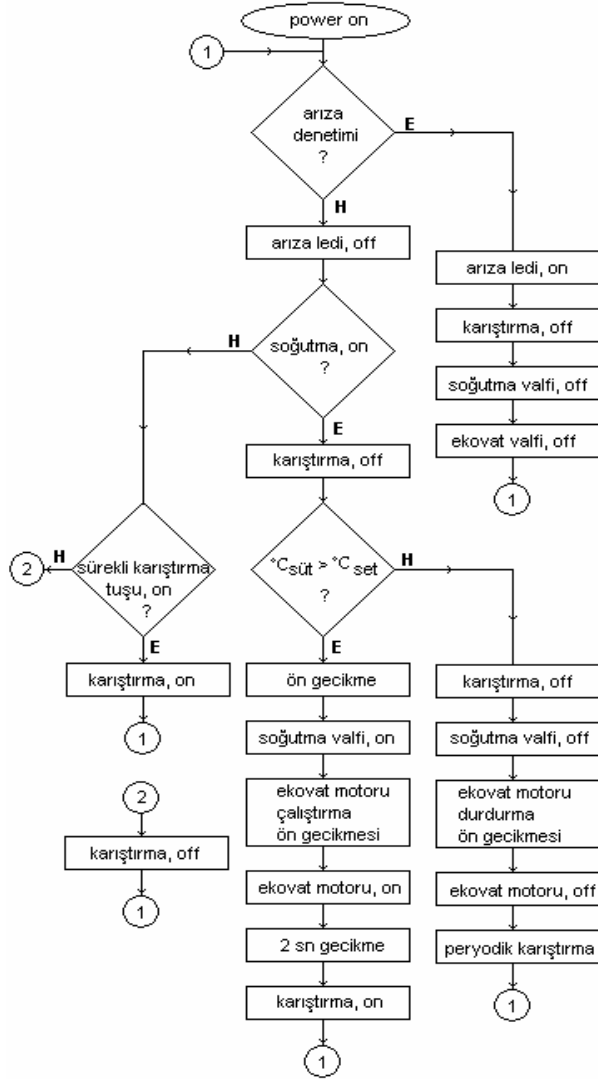 power on
1
arıza
denetimi
?
E
H
arıza ledi, off
arıza ledi, on
karıştırma, off
soğutma valfi, off
ekovat valfi, off
1
soğutma, on
?
H
E
karıştırma, off
sürekli karıştırma
tuşu, on
?
H
2
E
karıştırma, on
1
2
karıştırma, off
1
°Csüt > °C set
?
H
E
ön gecikme
soğutma valfi, on
ekovat motoru
çalıştırma
ön gecikmesi
ekovat motoru, on
2 sn gecikme
karıştırma, on
1
karıştırma, off
soğutma valfi, off
ekovat motoru
durdurma
ön gecikmesi
ekovat motoru, off
peryodik karıştırma
1